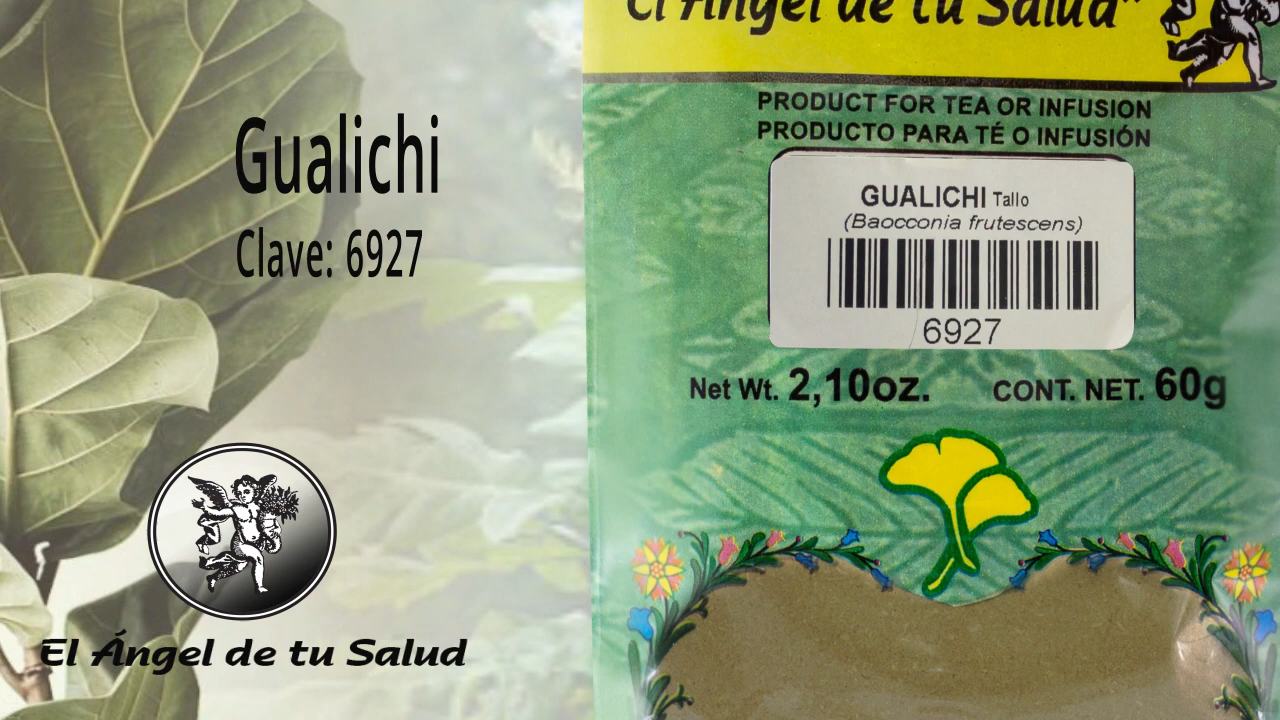 Gualichi
Clave: 6927
El Ángel de tu Salud
El Ángel de tu Salud"
PRODUCT FOR TEA OR INFUSION
PRODUCTO PARA TÉ O INFUSIÓN
GUALICHI Tallo
(Baocconia frutescens)
6927
Net Wt. 2,10oz. CONT. NET. 60g